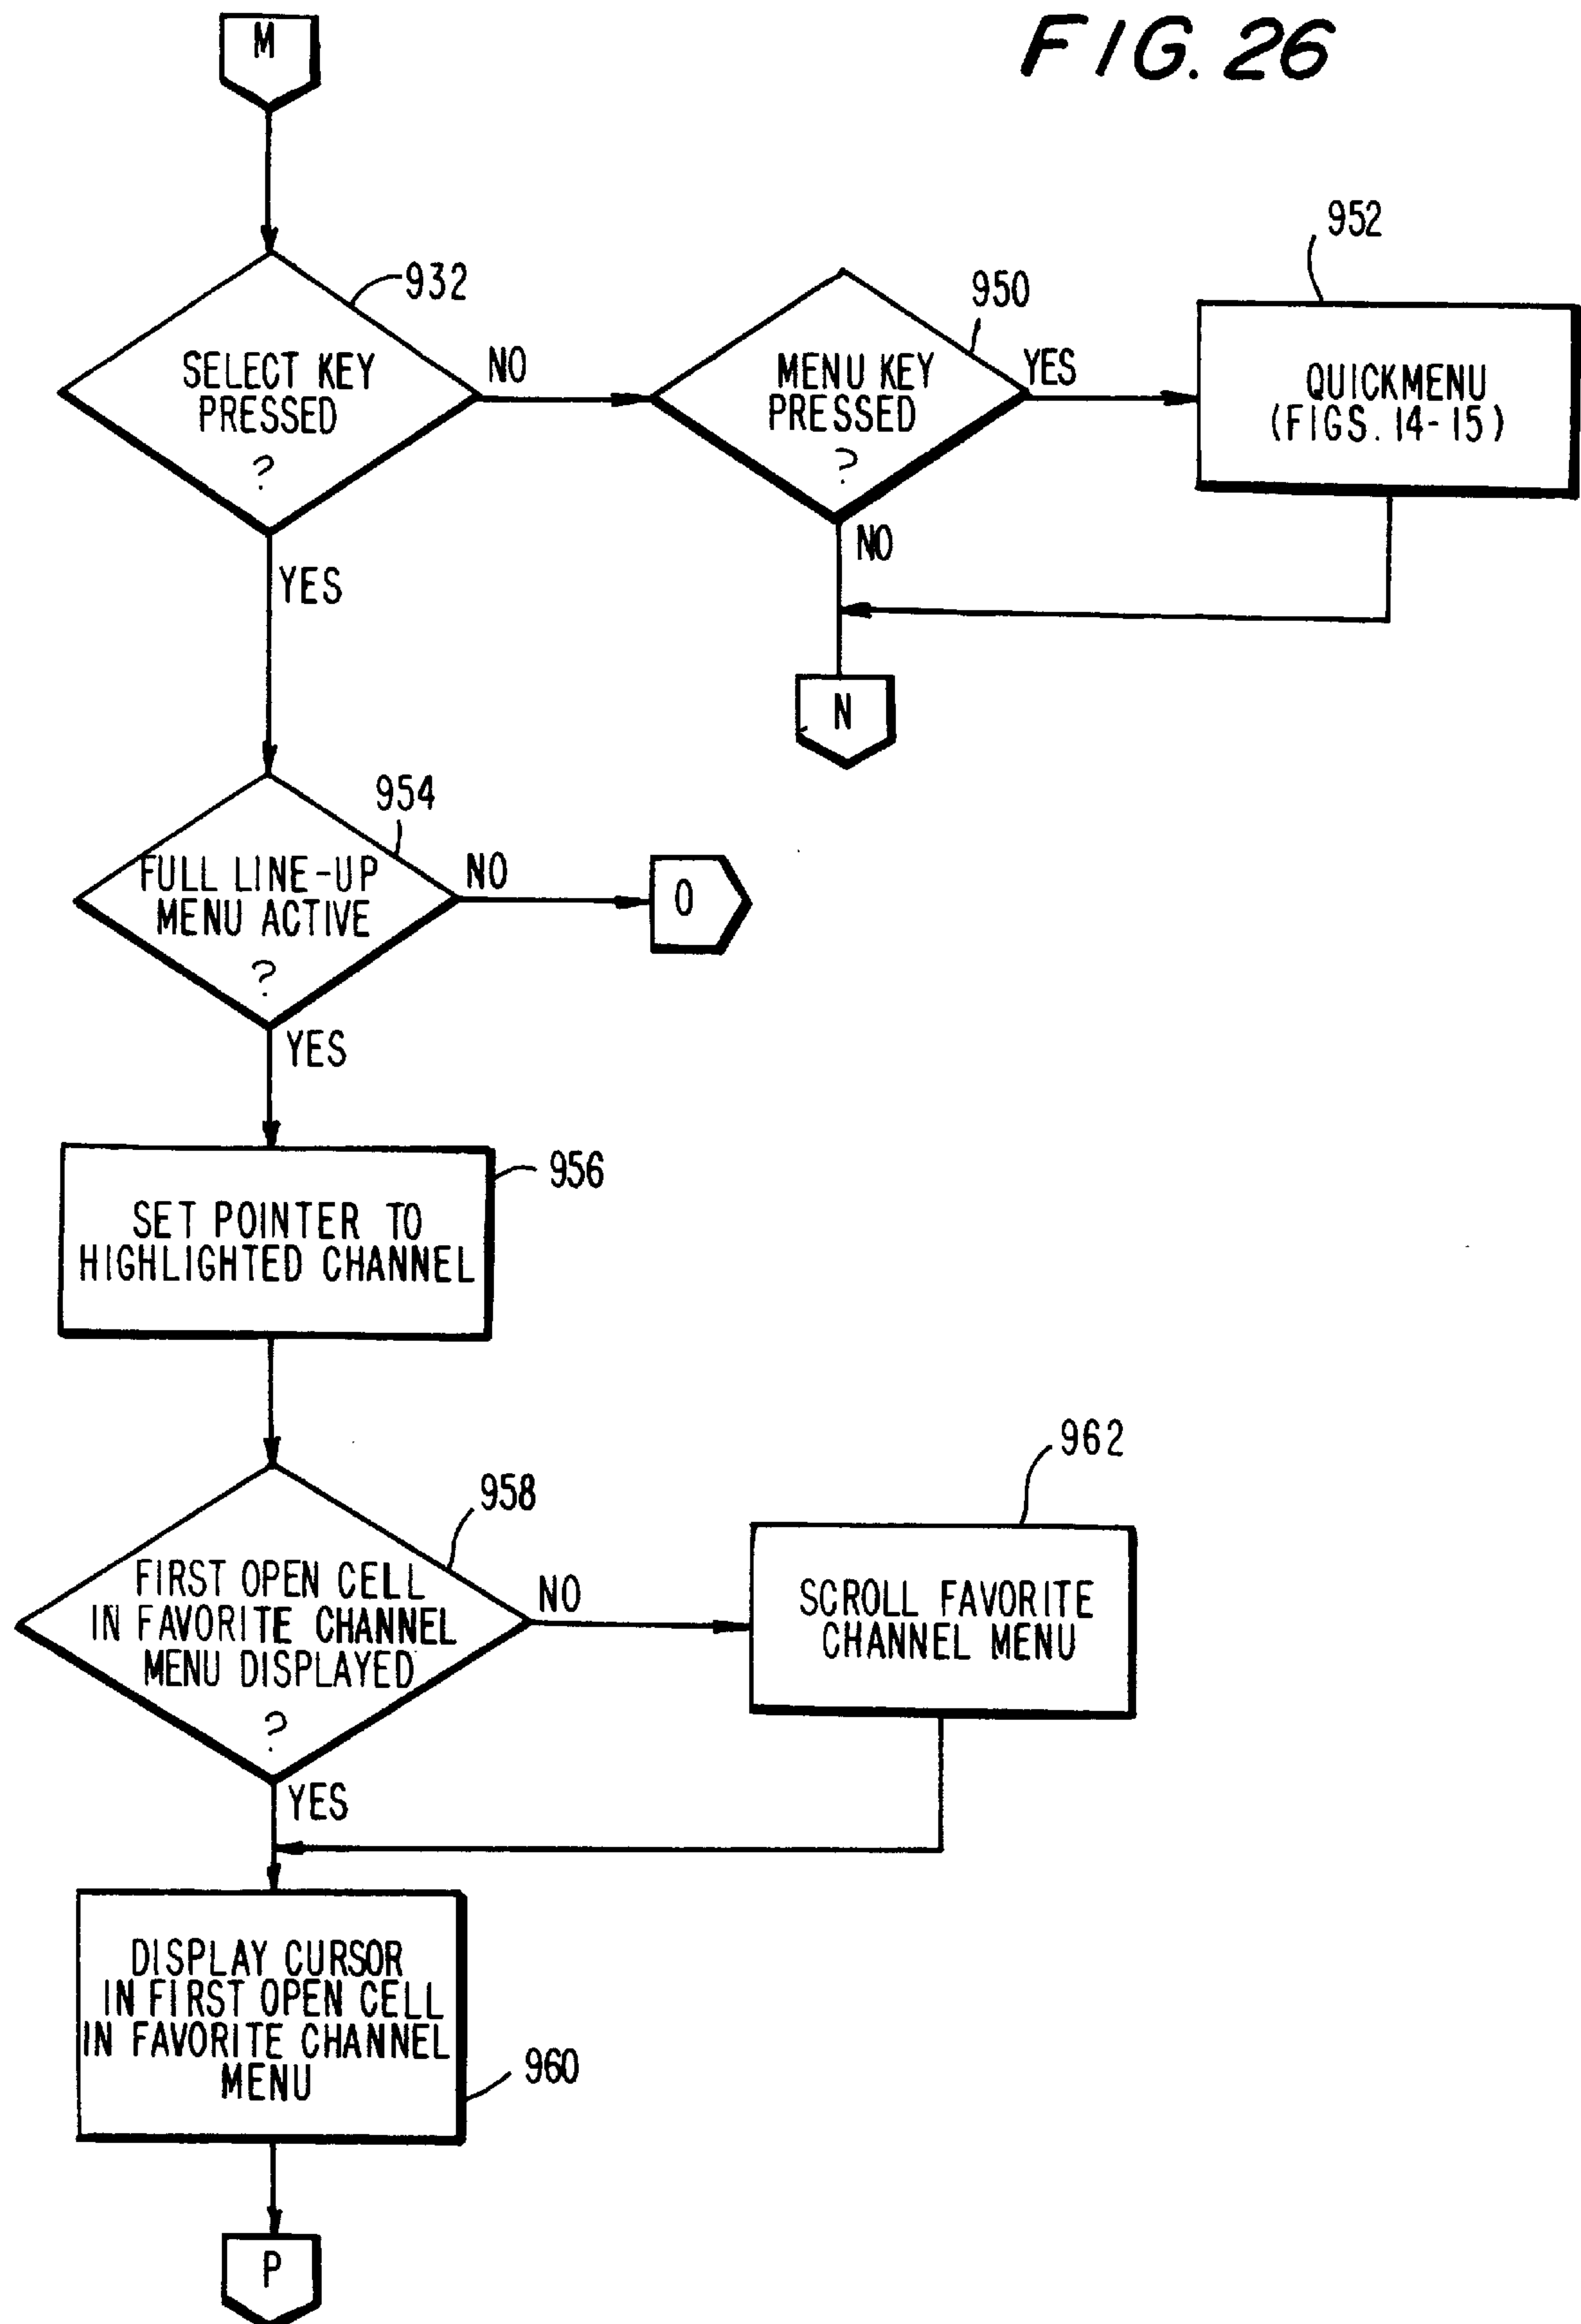 FIG. 26
M
932
SELECT KEY
PRESSED
?
NO
YES
950
MENU KEY
PRESSED
?
YES
NO
952
QUICKMENU
(FIGS. 14-15)
N
954
FULL LINE-UP
MENU ACTIVE
?
NO
O
YES
956
SET POINTER TO
HIGHLIGHTED CHANNEL
958
FIRST OPEN CELL
IN FAVORITE CHANNEL
MENU DISPLAYED
?
NO
962
SCROLL FAVORITE
CHANNEL MENU
YES
DISPLAY CURSOR
IN FIRST OPEN CELL
IN FAVORITE CHANNEL
MENU
960
P